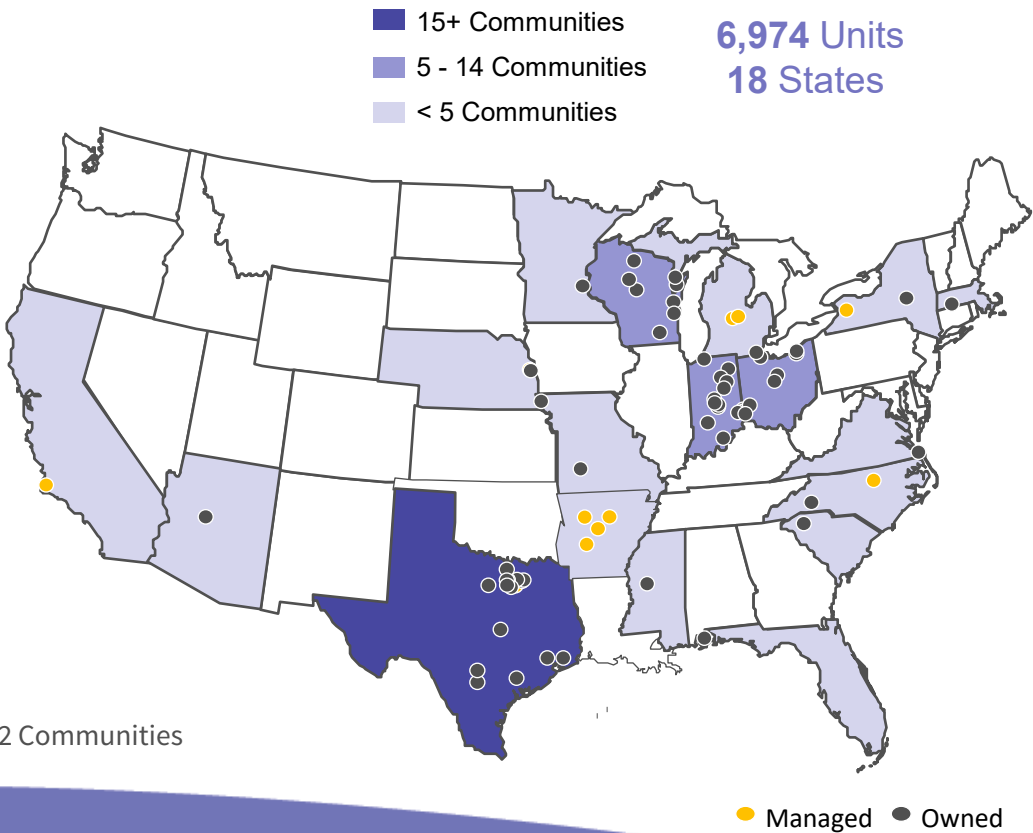 15+ Communities
5 - 14 Communities
< 5 Communities
6,974 Units
18 States
2 Communities
Managed
Owned